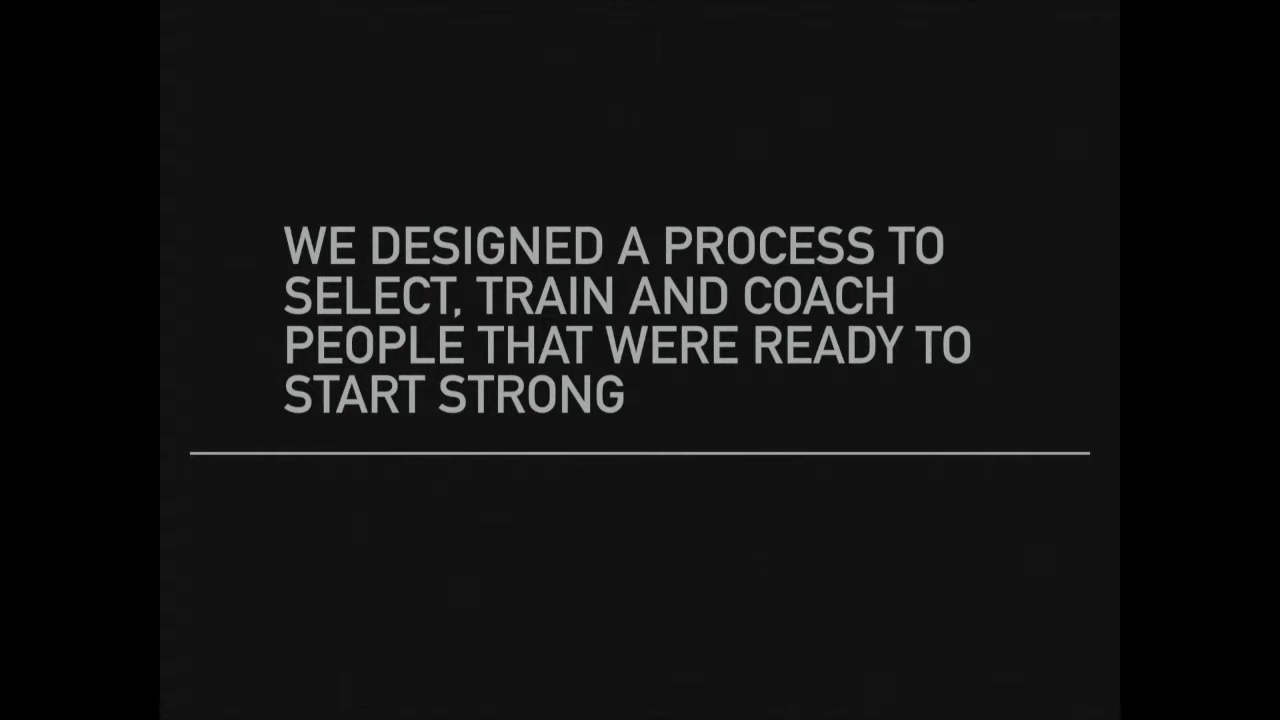 WE DESIGNED A PROCESS TO
SELECT, TRAIN AND COACH
PEOPLE THAT WERE READY TO
START STRONG